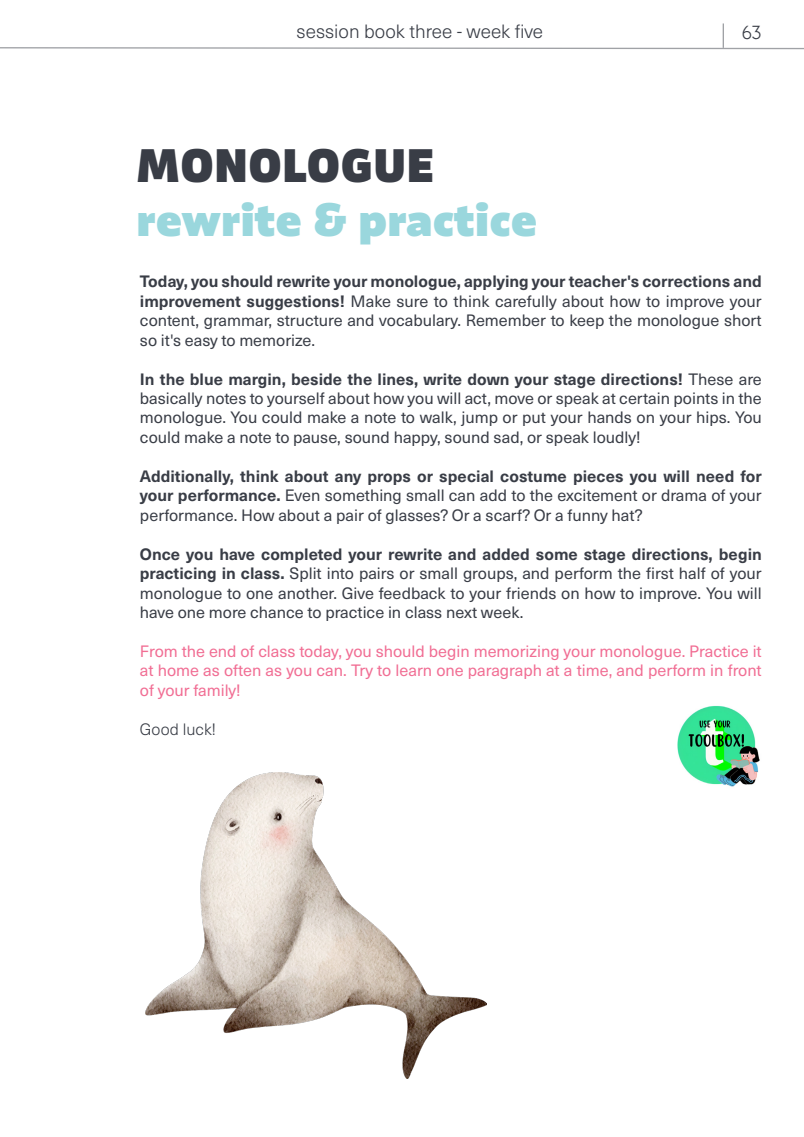 session book three - week five
63
MONOLOGUE
rewrite & practice
Today, you should rewrite your monologue, applying your teacher's corrections and
improvement suggestions! Make sure to think carefully about how to improve your
content, grammar, structure and vocabulary. Remember to keep the monologue short
so it's easy to memorize.
In the blue margin, beside the lines, write down your stage directions! These are
basically notes to yourself about how you will act, move or speak at certain points in the
monologue. You could make a note to walk, jump or put your hands on your hips. You
could make a note to pause, sound happy, sound sad, or speak loudly!
Additionally, think about any props or special costume pieces you will need for
your performance. Even something small can add to the excitement or drama of your
performance. How about a pair of glasses? Or a scarf? Or a funny hat?
Once you have completed your rewrite and added some stage directions, begin
practicing in class. Split into pairs or small groups, and perform the first half of your
monologue to one another. Give feedback to your friends on how to improve. You will
have one more chance to practice in class next week.
From the end of class today, you should begin memorizing your monologue. Practice it
at home as often as you can. Try to learn one paragraph at a time, and perform in front
of your family!
Good luck!
USE YOUR
TOOLBOX!
t